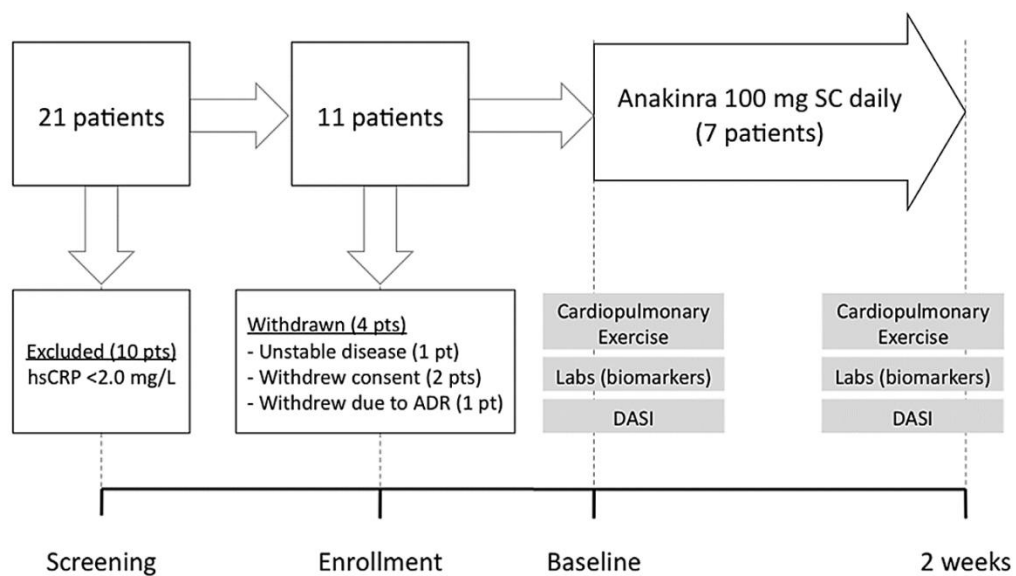 21 patients
11 patients
Anakinra 100 mg SC daily
(7 patients)
Excluded (10 pts)
hsCRP <2.0 mg/L
Withdrawn (4 pts)
- Unstable disease (1 pt)
- Withdrew consent (2 pts)
- Withdrew due to ADR (1 pt)
Cardiopulmonary
Exercise
Labs (biomarkers)
DASI
Cardiopulmonary
Exercise
Labs (biomarkers)
DASI
Screening
Enrollment
Baseline
2 weeks